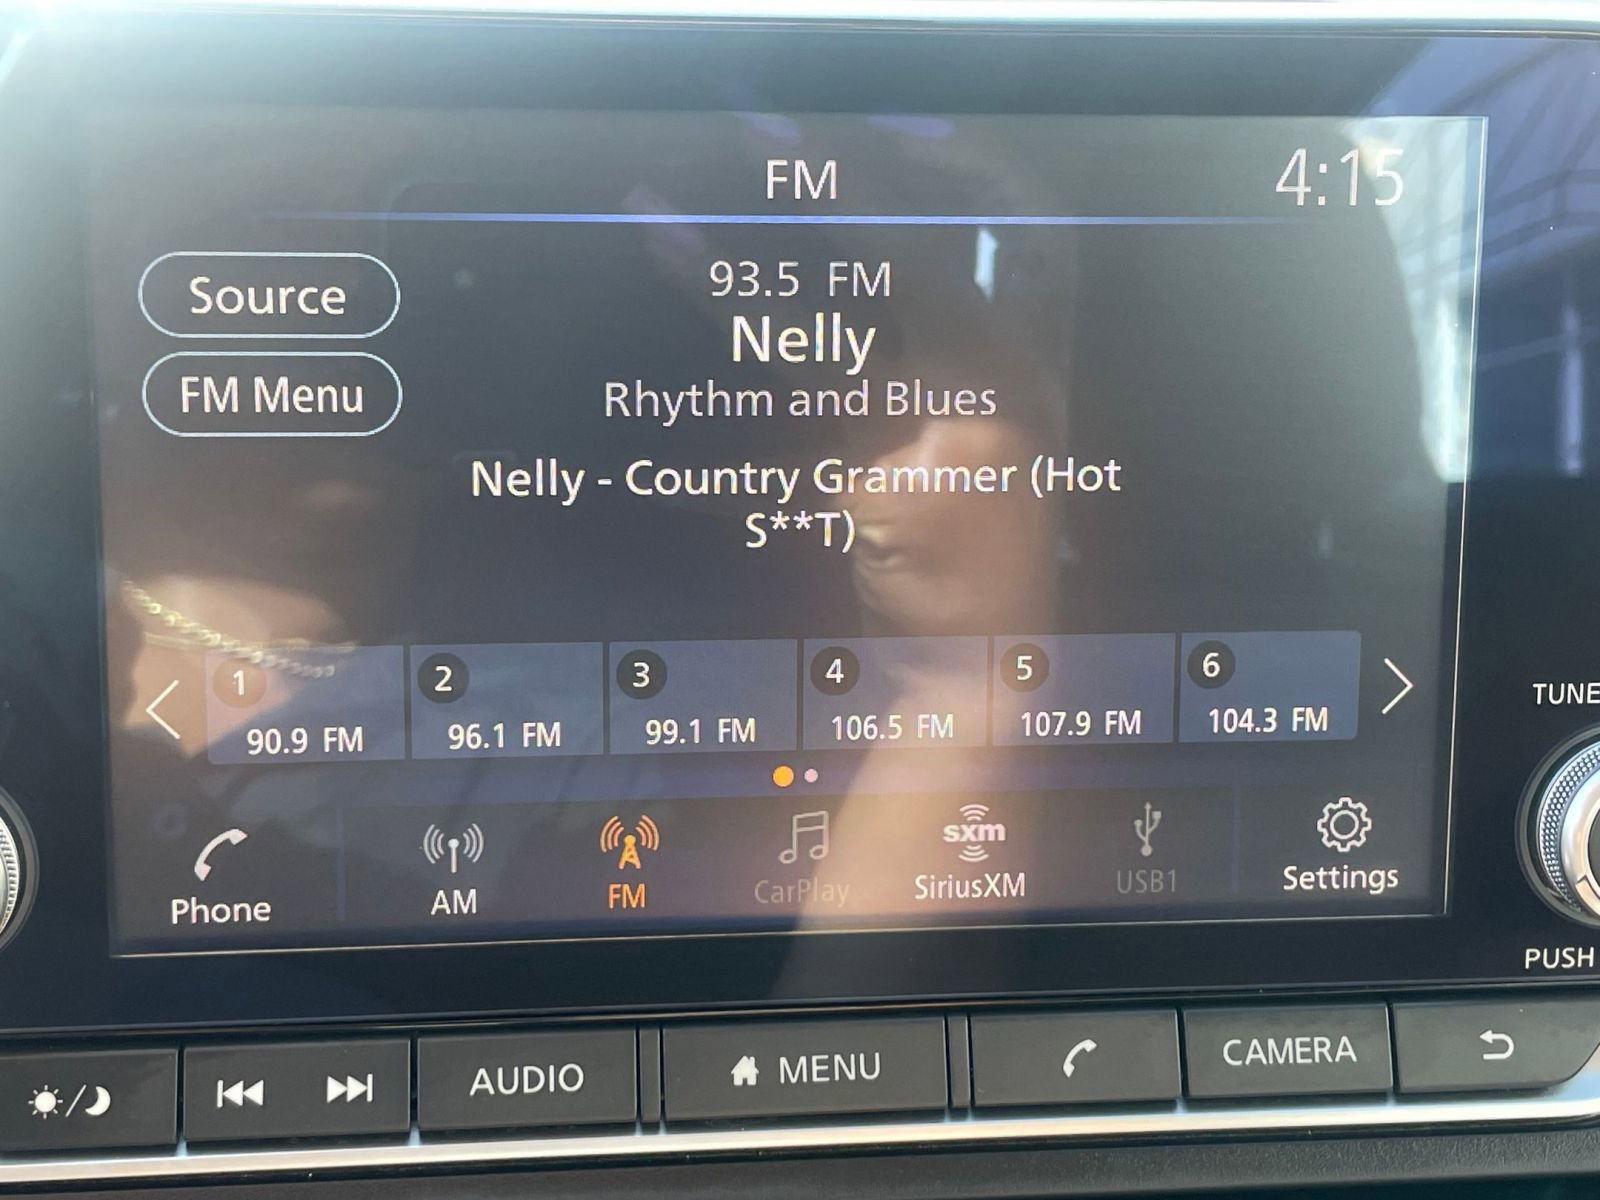 FM
4:15
Source
93.5 FM
Nelly
FM Menu
Rhythm and Blues
Nelly - Country Grammer (Hot
S**T)
1
2
3
4
5
6
90.9 FM
96.1 FM
99.1 FM
106.5 FM
107.9 FM
104.3 FM
TUNE
Phone
AM
FM
CarPlay
sxm
SiriusXM
USB1
Settings
PUSH
AUDIO
MENU
CAMERA